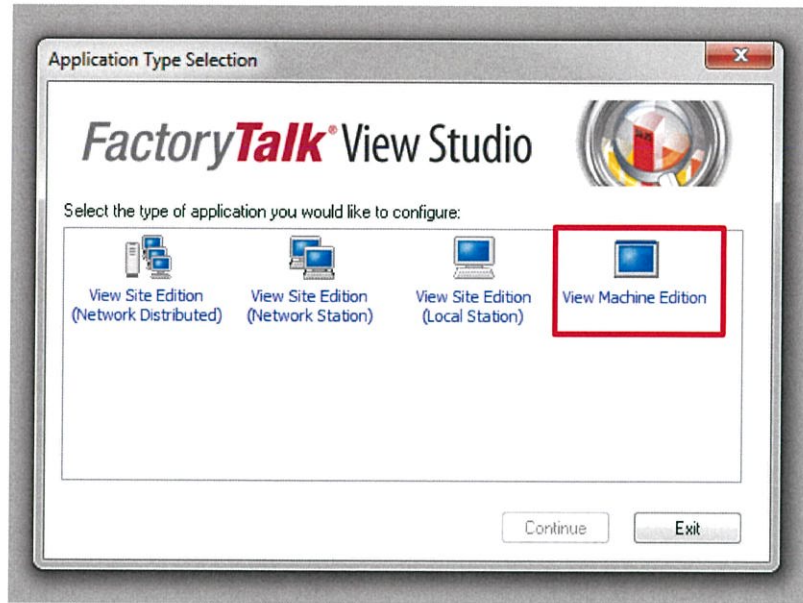 Application Type Selection
FactoryTalk® View Studio
Select the type of application you would like to configure:
View Site Edition
(Network Distributed)
View Site Edition
(Network Station)
View Site Edition
(Local Station)
View Machine Edition
Continue
Exit